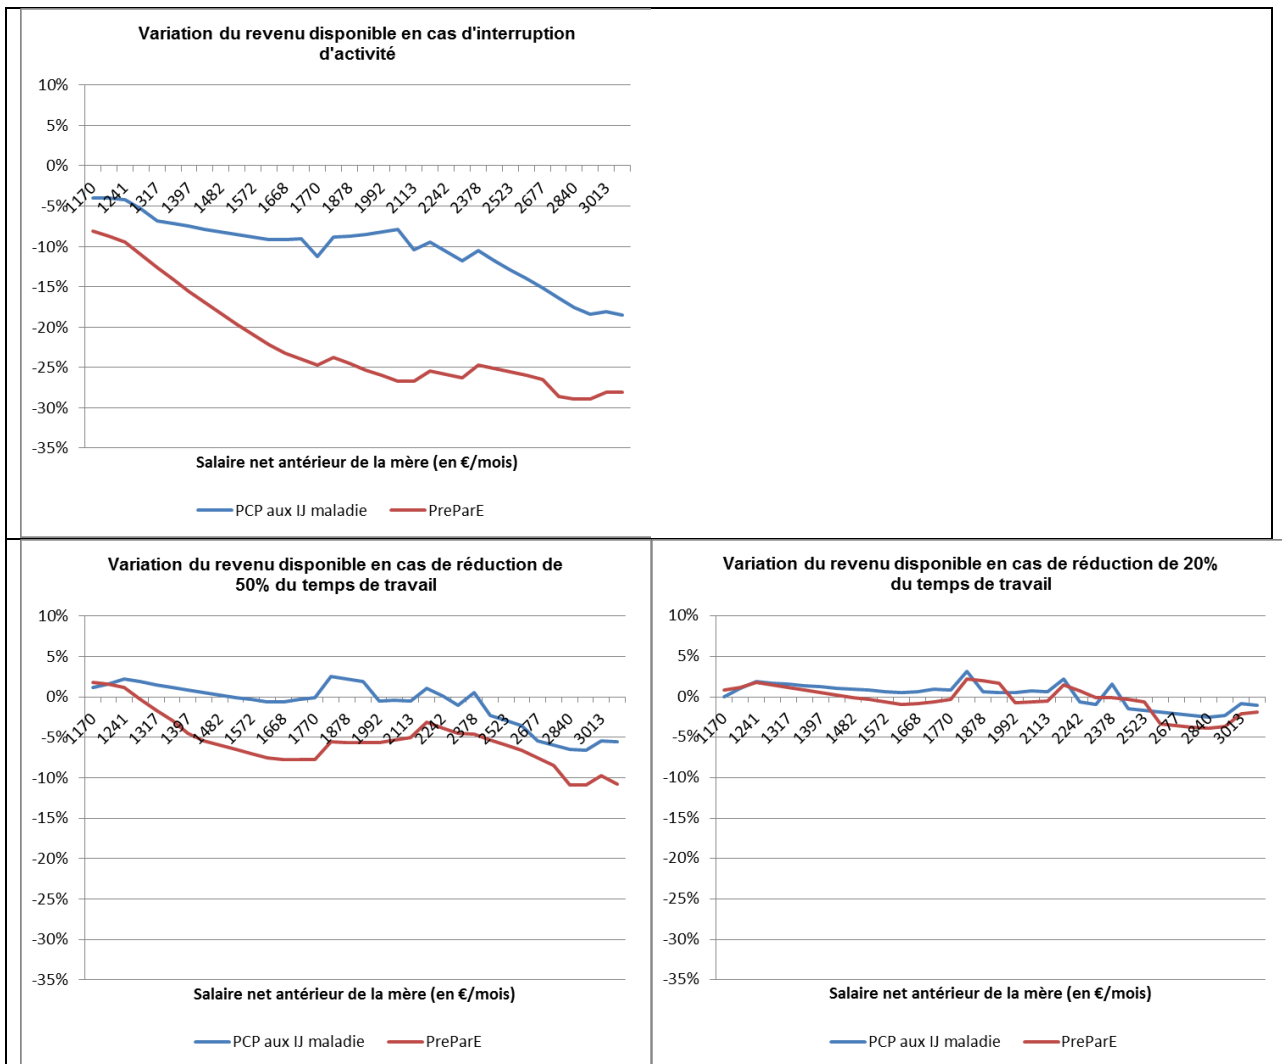 Variation du revenu disponible en cas d'interruption
d'activité
10%
5%
0%
-5%
-10%
-15%
-20%
-25%
-30%
-35%
1170 1241 1317 1397 1482 1572 1668 1770 1878 1992 2113 2242 2378 2523 2677 2840 3013
Salaire net antérieur de la mère (en €/mois)
PCP aux IJ maladie PreParE
Variation du revenu disponible en cas de réduction de
50% du temps de travail
10%
5%
0%
-5%
-10%
-15%
-20%
-25%
-30%
-35%
1170 1241 1317 1397 1482 1572 1668 1770 1878 1992 2113 2242 2378 2523 2677 2840 3013
Salaire net antérieur de la mère (en €/mois)
PCP aux IJ maladie PreParE
Variation du revenu disponible en cas de réduction de 20%
du temps de travail
10%
5%
0%
-5%
-10%
-15%
-20%
-25%
-30%
-35%
1170 1241 1317 1397 1482 1572 1668 1770 1878 1992 2113 2242 2378 2523 2677 2840 3013
Salaire net antérieur de la mère (en €/mois)
PCP aux IJ maladie PreParE